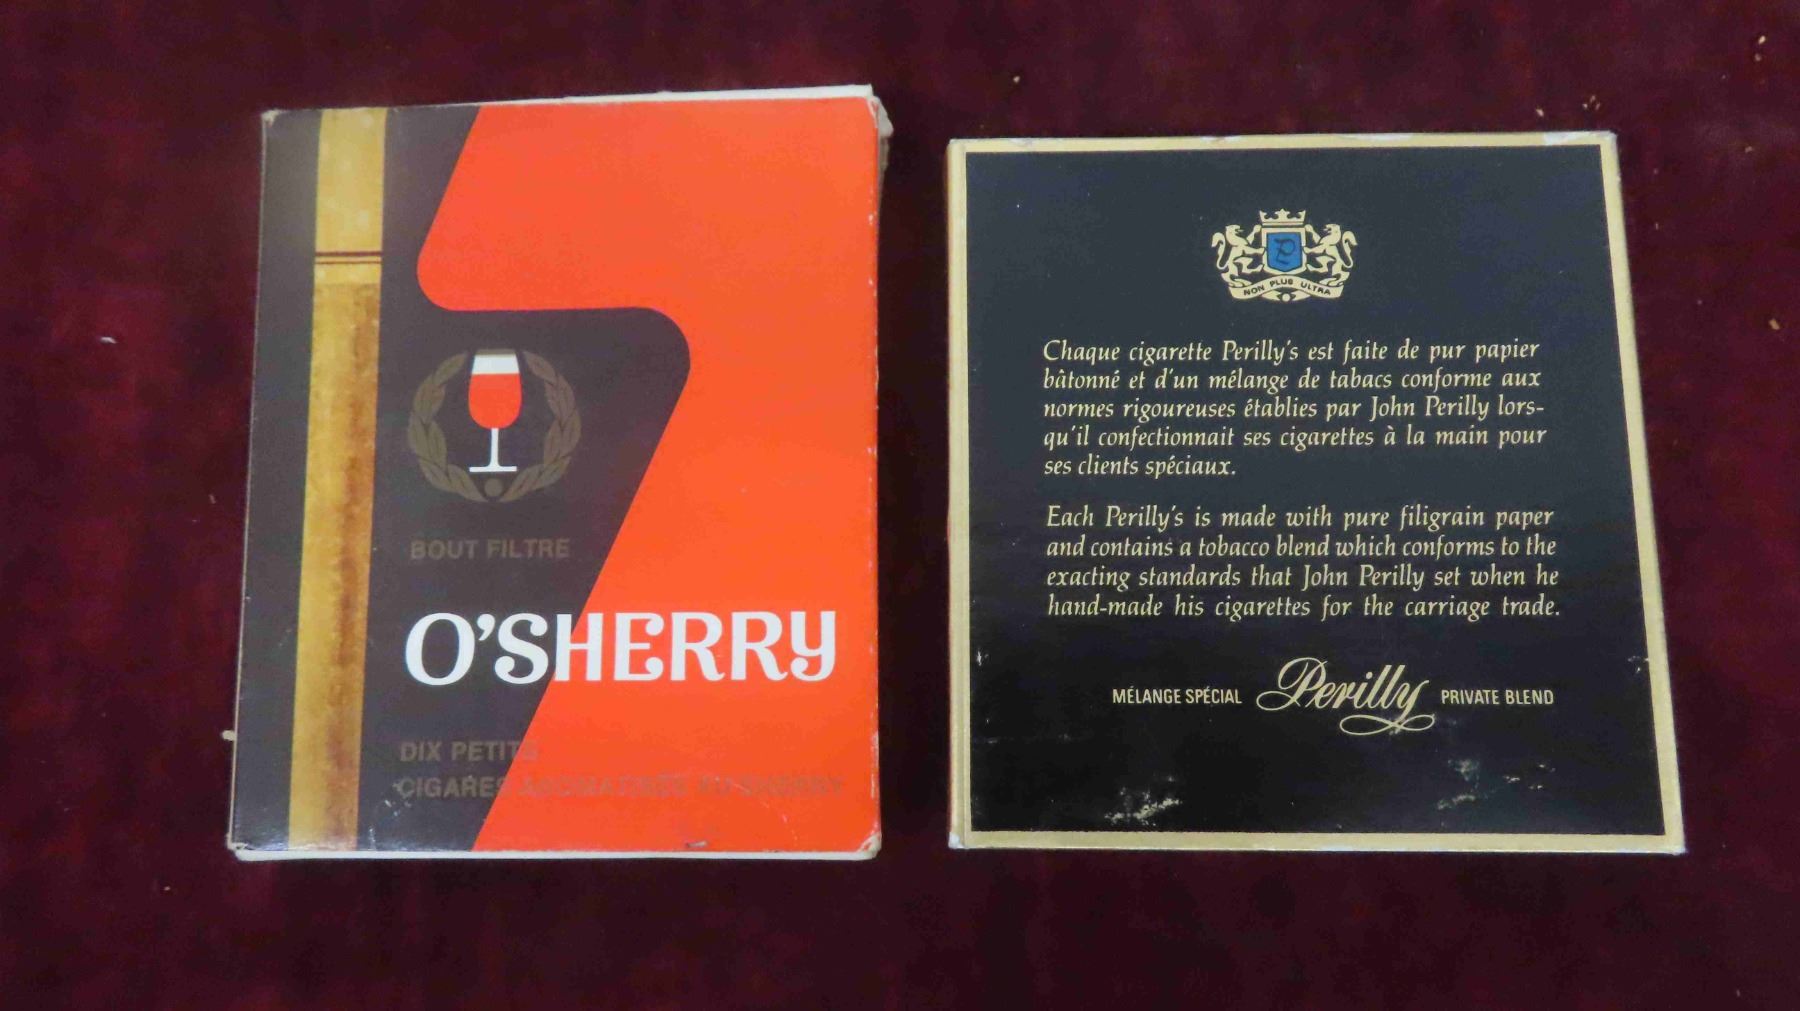 BOUT FILTRE
O'SHERRY
DIX PETITS
CIGARES AROMATISÉS AU SHERRY
P
NON PLUS ULTRA
Chaque cigarette Perilly's est faite de pur papier
bâtonné et d'un mélange de tabacs conforme aux
normes rigoureuses établies par John Perilly lors-
qu'il confectionnait ses cigarettes à la main pour
ses clients spéciaux.
Each Perilly's is made with pure filigrain paper
and contains a tobacco blend which conforms to the
exacting standards that John Perilly set when he
hand-made his cigarettes for the carriage trade.
MÉLANGE SPÉCIAL Perilly PRIVATE BLEND